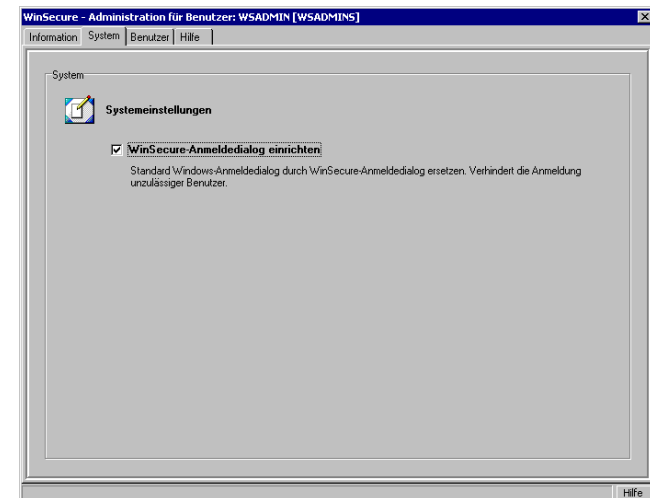 WinSecure - Administration für Benutzer: WSADMIN [WSADMINS]
Information System Benutzer Hilfe
System
Systemeinstellungen
WinSecure-Anmeldedialog einrichten
Standard Windows-Anmeldedialog durch WinSecure-Anmeldedialog ersetzen. Verhindert die Anmeldung
unzulässiger Benutzer.
Hilfe